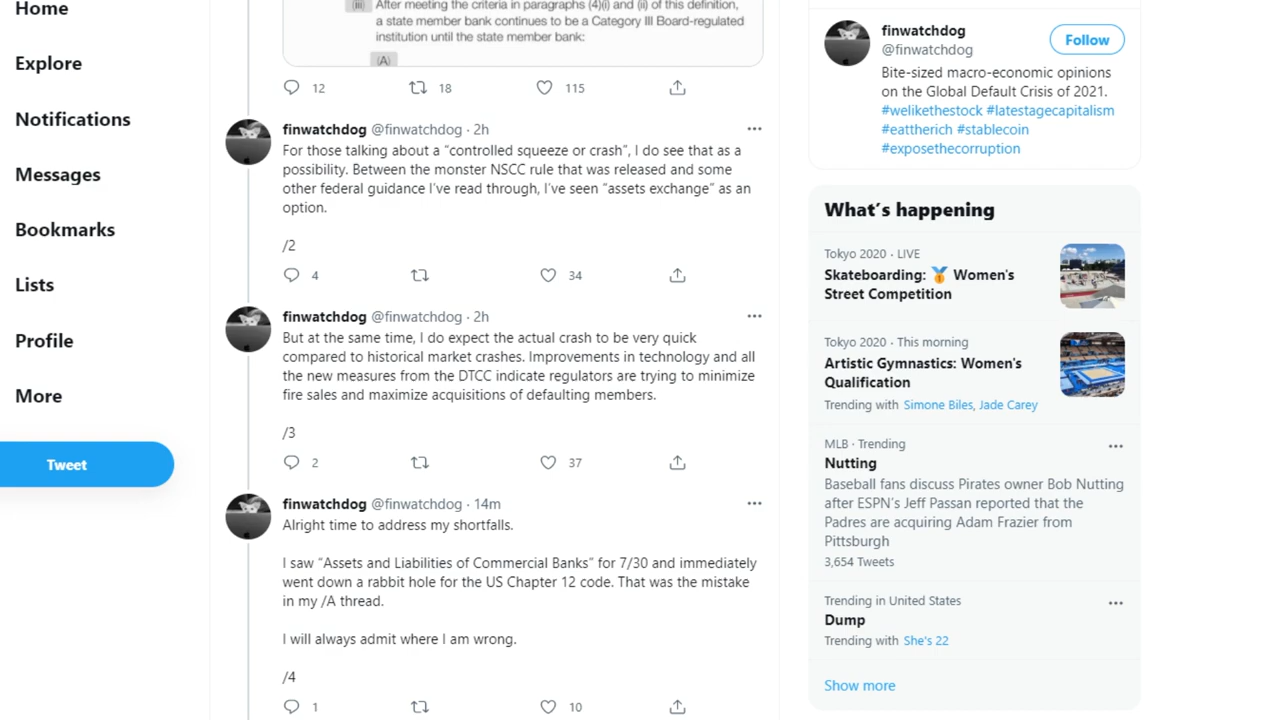 Home
Explore
Notifications
Messages
Bookmarks
Lists
Profile
More
Tweet
(iii) After meeting the criteria in paragraphs (4)(i) and (ii) of this definition,
a state member bank continues to be a Category III Board-regulated
institution until the state member bank:
(A)
12 18 115
finwatchdog @finwatchdog · 2h
For those talking about a “controlled squeeze or crash”, I do see that as a
possibility. Between the monster NSCC rule that was released and some
other federal guidance I've read through, I've seen “assets exchange” as an
option.
/2
4 34
finwatchdog @finwatchdog · 2h
But at the same time, I do expect the actual crash to be very quick
compared to historical market crashes. Improvements in technology and all
the new measures from the DTCC indicate regulators are trying to minimize
fire sales and maximize acquisitions of defaulting members.
/3
2 37
finwatchdog @finwatchdog · 14m
Alright time to address my shortfalls.
I saw “Assets and Liabilities of Commercial Banks” for 7/30 and immediately
went down a rabbit hole for the US Chapter 12 code. That was the mistake
in my /A thread.
I will always admit where I am wrong.
/4
1 10
finwatchdog
@finwatchdog
Follow
Bite-sized macro-economic opinions
on the Global Default Crisis of 2021.
#welikethestock #latestagecapitalism
#eattherich #stablecoin
#exposethecorruption
What's happening
Tokyo 2020 · LIVE
Skateboarding: 🥇 Women's
Street Competition
Tokyo 2020 · This morning
Artistic Gymnastics: Women's
Qualification
Trending with Simone Biles, Jade Carey
MLB · Trending
Nutting
Baseball fans discuss Pirates owner Bob Nutting
after ESPN's Jeff Passan reported that the
Padres are acquiring Adam Frazier from
Pittsburgh
3,654 Tweets
Trending in United States
Dump
Trending with She's 22
Show more